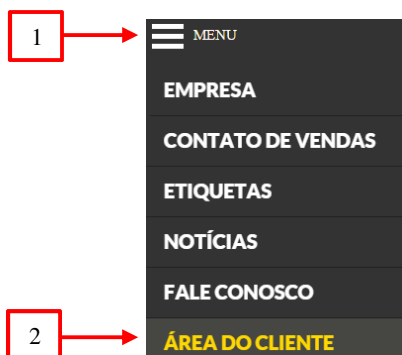 1
MENU
EMPRESA
CONTATO DE VENDAS
ETIQUETAS
NOTÍCIAS
FALE CONOSCO
2
ÁREA DO CLIENTE